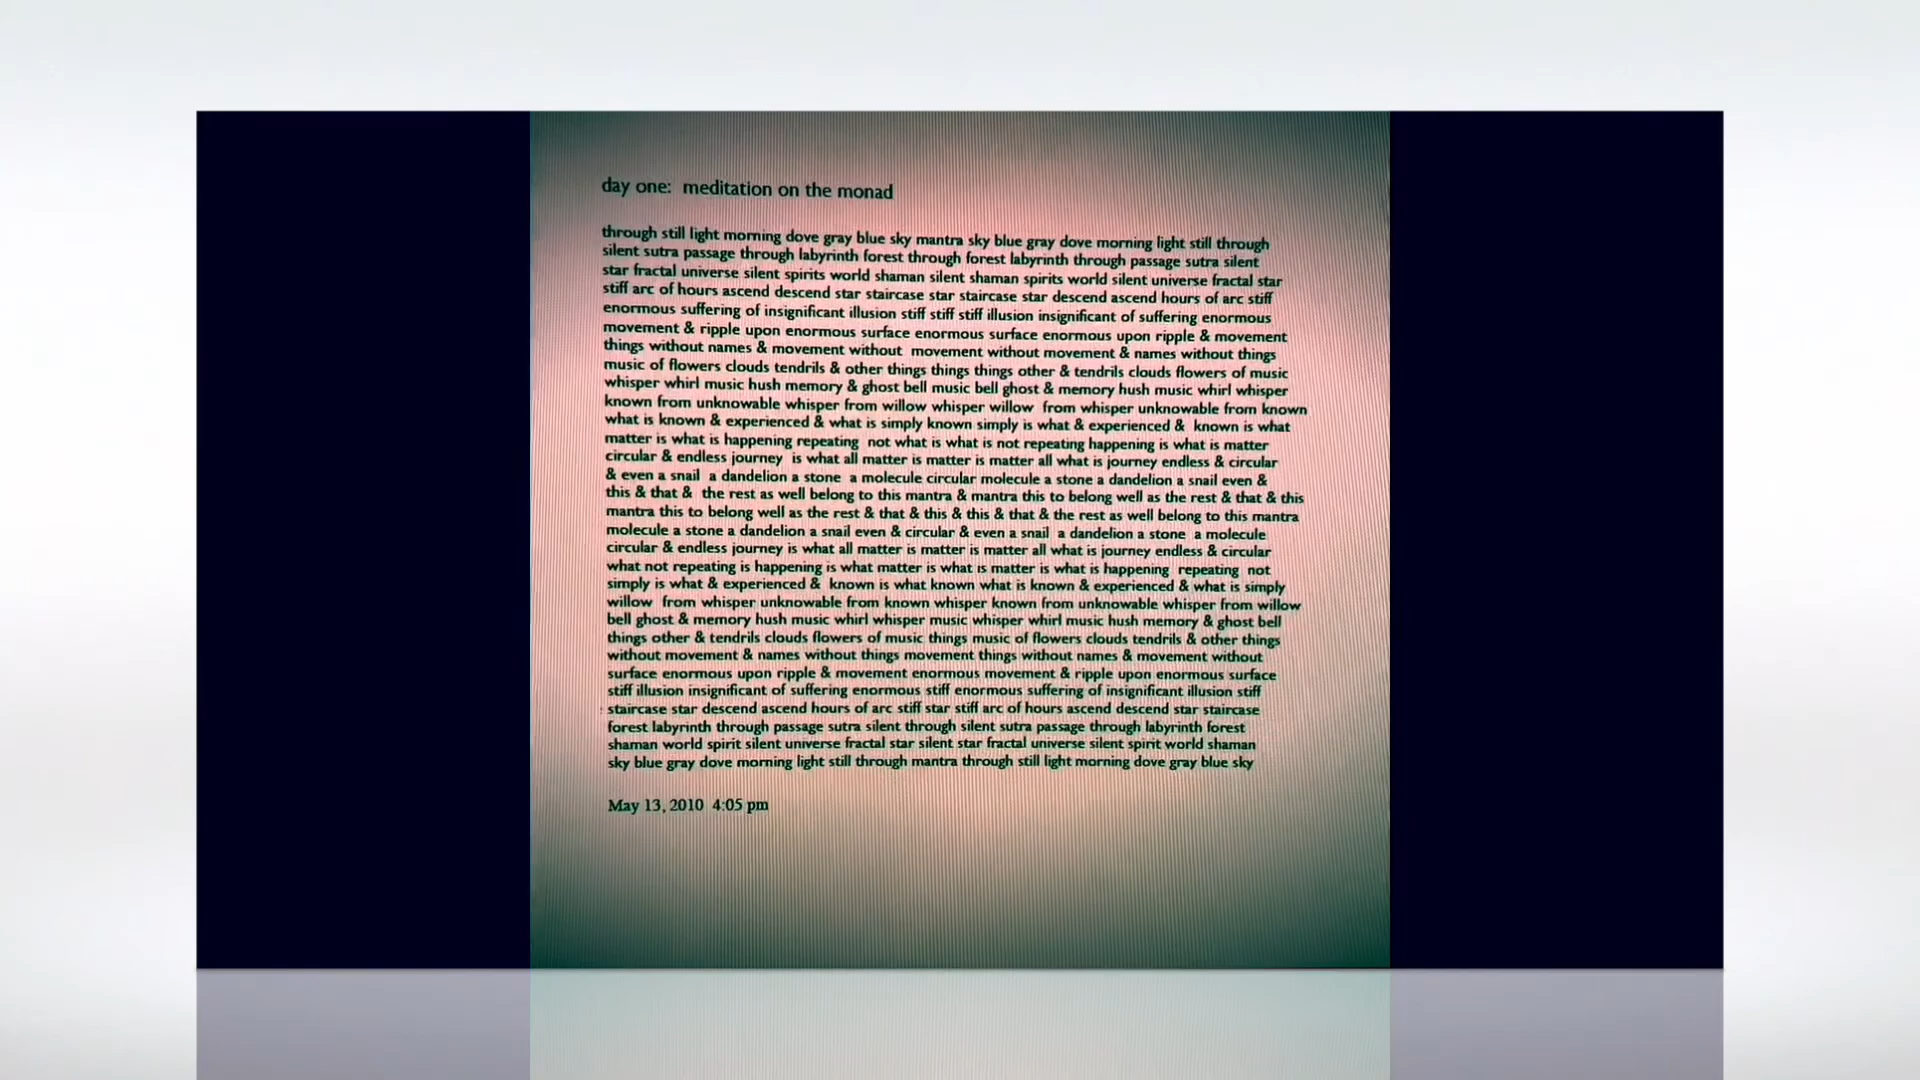 day one: meditation on the monad
through still light morning dove gray blue sky mantra sky blue gray dove morning light still through
silent sutra passage through labyrinth forest through forest labyrinth through passage sutra silent
star fractal universe silent spirits world shaman silent shaman spirits world silent universe fractal star
stiff arc of hours ascend descend star staircase star staircase star descend ascend hours of arc stiff
enormous suffering of insignificant illusion stiff stiff stiff illusion insignificant of suffering enormous
movement & ripple upon enormous surface enormous surface enormous upon ripple & movement
things without names & movement without movement without movement & names without things
music of flowers clouds tendrils & other things things things other & tendrils clouds flowers of music
whisper whirl music hush memory & ghost bell music bell ghost & memory hush music whirl whisper
known from unknowable whisper from willow whisper willow from whisper unknowable from known
what is known & experienced & what is simply known simply is what & experienced & known is what
matter is what is happening repeating not what is what is not repeating happening is what is matter
circular & endless journey is what all matter is matter is matter all what is journey endless & circular
& even a snail a dandelion a stone a molecule circular molecule a stone a dandelion a snail even &
this & that & the rest as well belong to this mantra & mantra this to belong well as the rest & that & this
mantra this to belong well as the rest & that & this & this & that & the rest as well belong to this mantra
molecule a stone a dandelion a snail even & circular & even a snail a dandelion a stone a molecule
circular & endless journey is what all matter is matter is matter all what is journey endless & circular
what not repeating is happening is what matter is what is matter is what is happening repeating not
simply is what & experienced & known is what known what is known & experienced & what is simply
willow from whisper unknowable from known whisper known from unknowable whisper from willow
bell ghost & memory hush music whirl whisper music whisper whirl music hush memory & ghost bell
things other & tendrils clouds flowers of music things music of flowers clouds tendrils & other things
without movement & names without things movement things without names & movement without
surface enormous upon ripple & movement enormous movement & ripple upon enormous surface
stiff illusion insignificant of suffering enormous stiff enormous suffering of insignificant illusion stiff
staircase star descend ascend hours of arc stiff star stiff arc of hours ascend descend star staircase
forest labyrinth through passage sutra silent through silent sutra passage through labyrinth forest
shaman world spirit silent universe fractal star silent star fractal universe silent spirit world shaman
sky blue gray dove morning light still through mantra through still light morning dove gray blue sky
May 13, 2010 4:05 pm